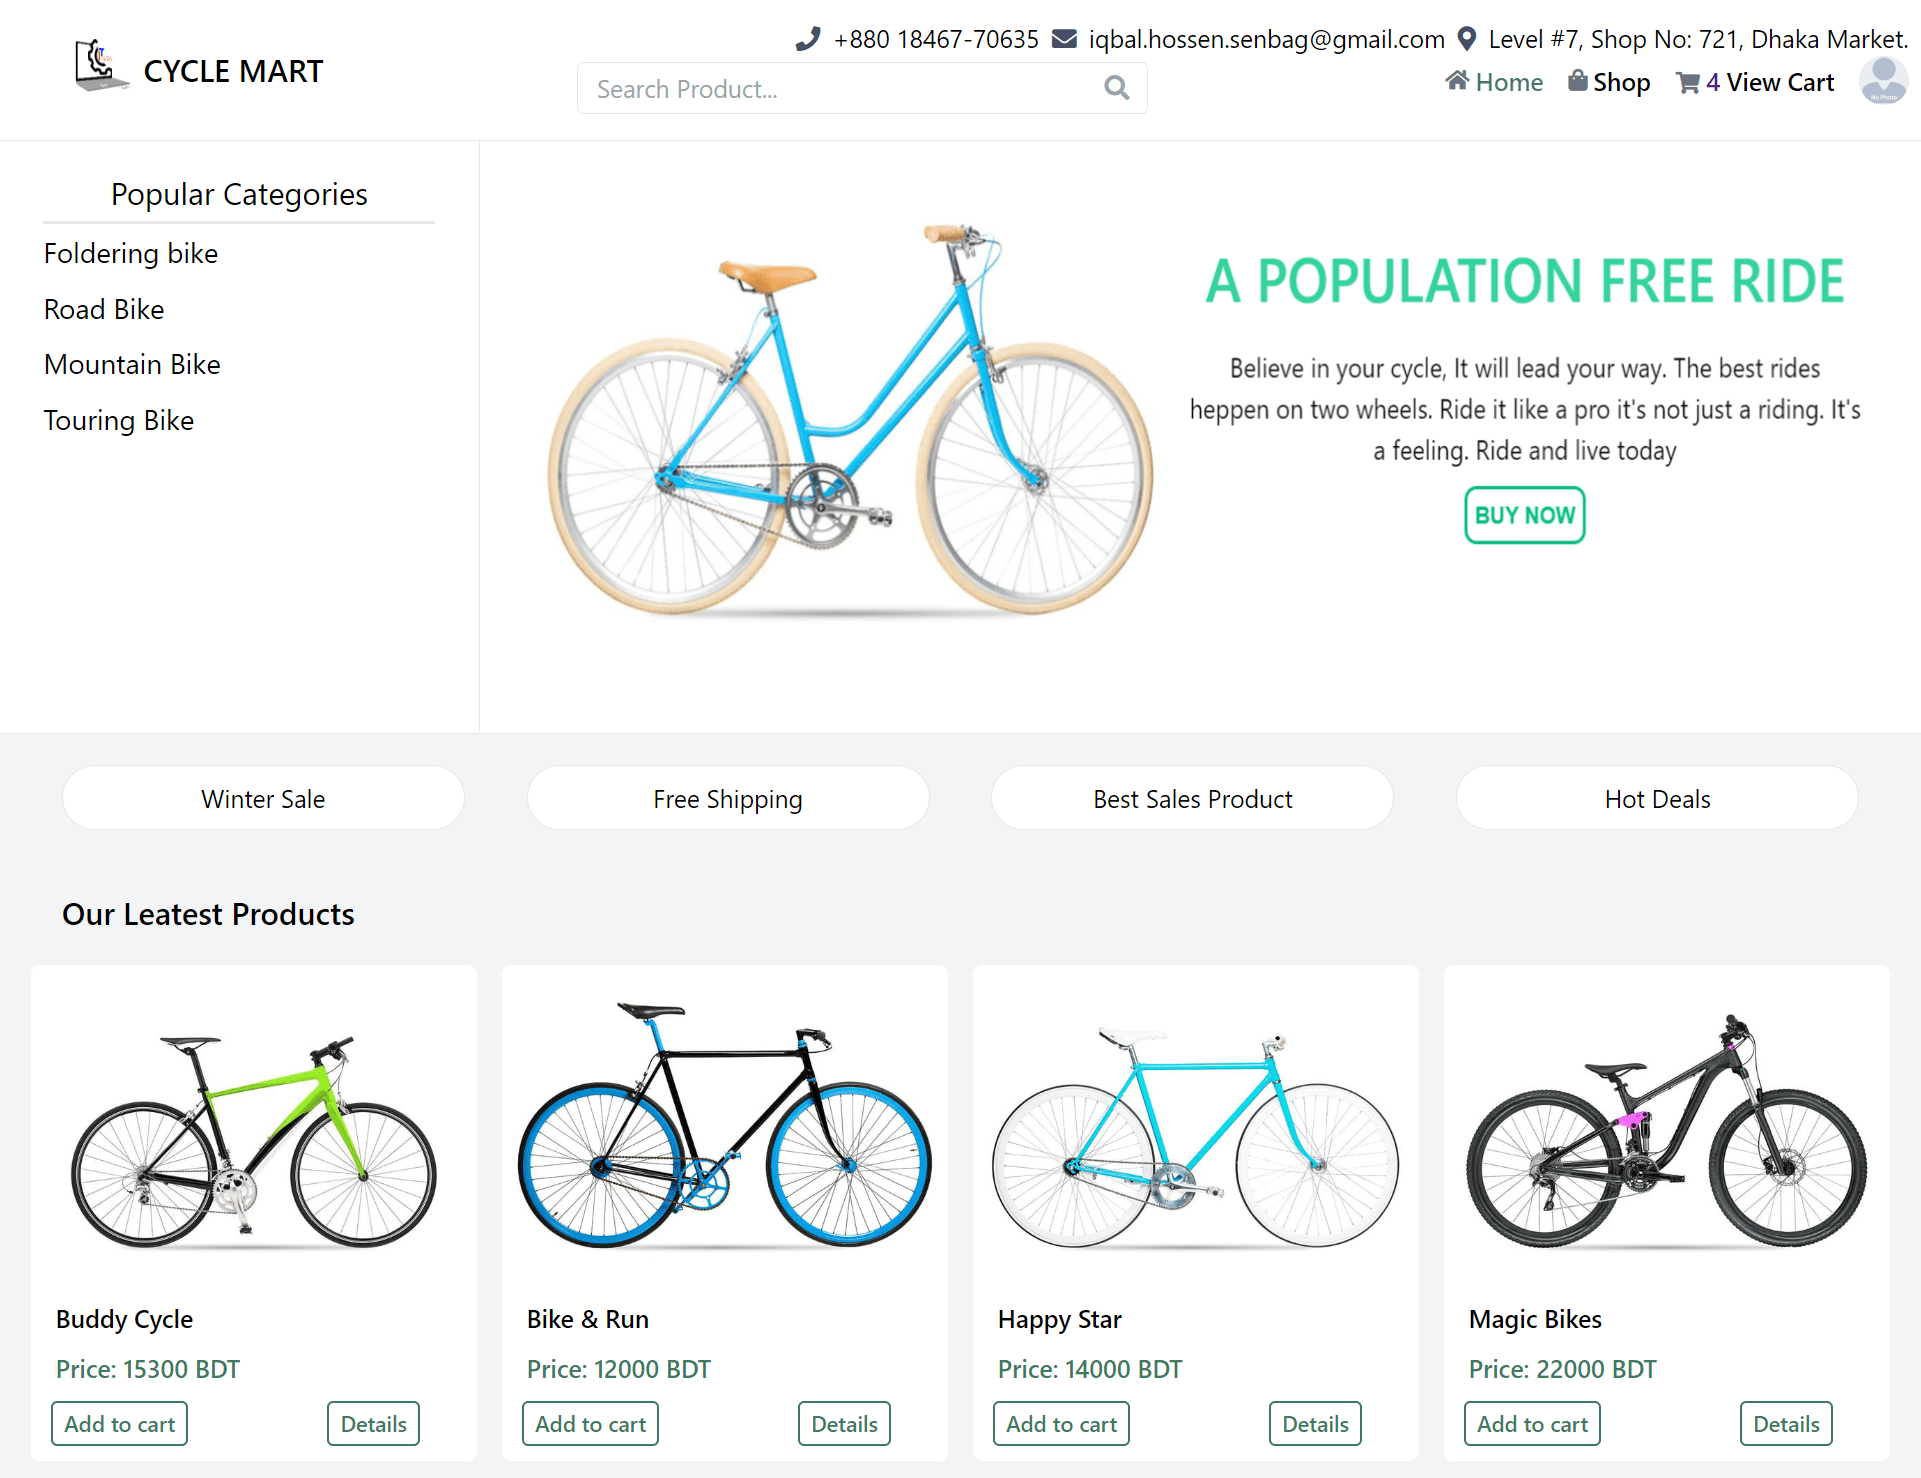 +880 18467-70635 iqbal.hossen.senbag@gmail.com Level #7, Shop No: 721, Dhaka Market.
CYCLE MART
Search Product...
Home Shop 4 View Cart
No Photo
Popular Categories
Foldering bike
Road Bike
Mountain Bike
Touring Bike
A POPULATION FREE RIDE
Believe in your cycle, It will lead your way. The best rides
heppen on two wheels. Ride it like a pro it's not just a riding. It's
a feeling. Ride and live today
BUY NOW
Winter Sale Free Shipping Best Sales Product Hot Deals
Our Leatest Products
Buddy Cycle
Price: 15300 BDT
Add to cart Details
Bike & Run
Price: 12000 BDT
Add to cart Details
Happy Star
Price: 14000 BDT
Add to cart Details
Magic Bikes
Price: 22000 BDT
Add to cart Details